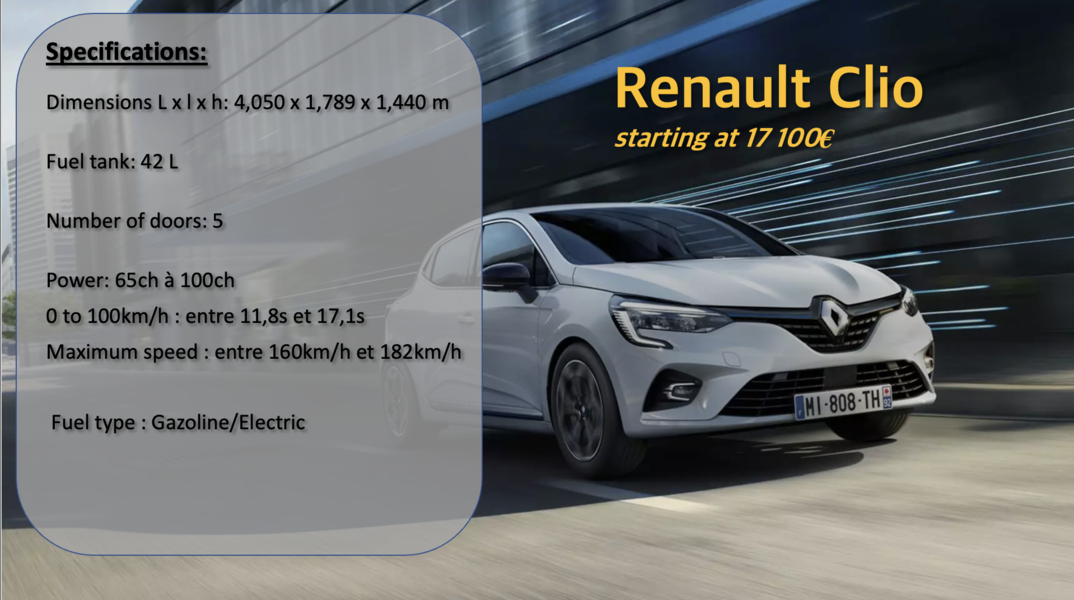 Specifications:
Dimensions L x l x h: 4,050 x 1,789 x 1,440 m
Fuel tank: 42 L
Number of doors: 5
Power: 65ch à 100ch
0 to 100km/h : entre 11,8s et 17,1s
Maximum speed : entre 160km/h et 182km/h
Fuel type : Gazoline/Electric
Renault Clio
starting at 17 100€
MI-808-TH
92